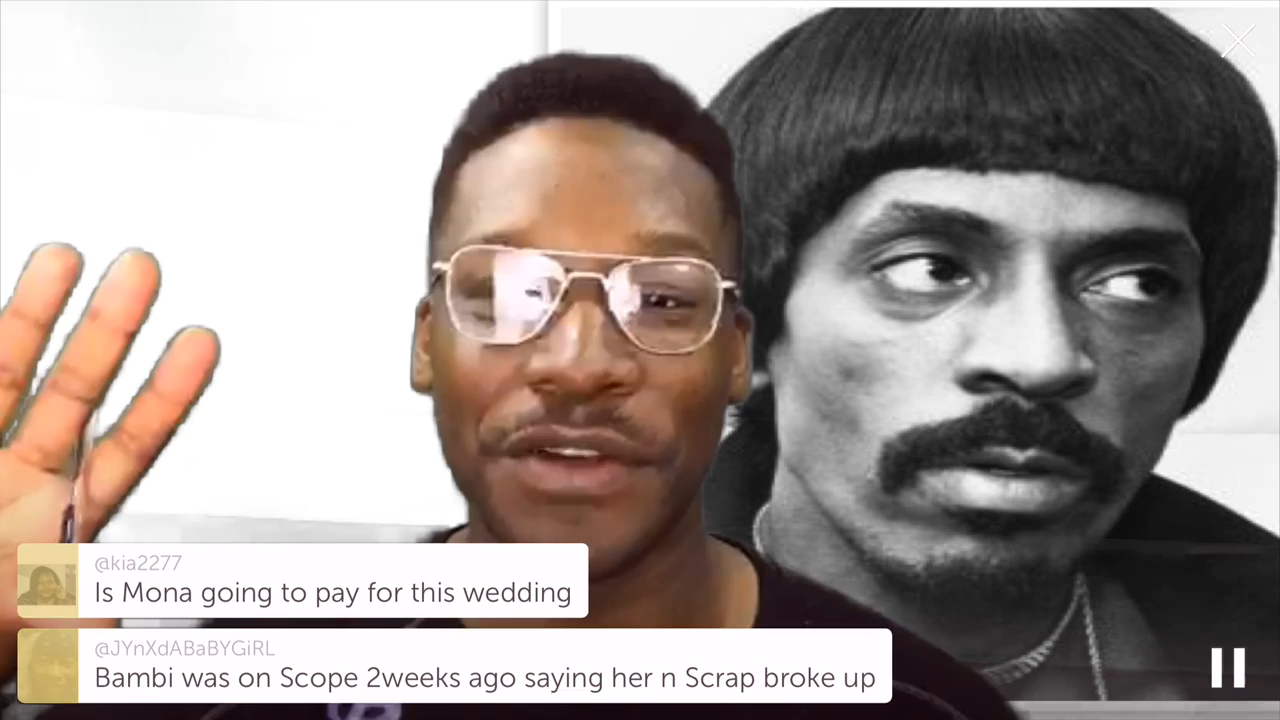 @kia2277
Is Mona going to pay for this wedding
@JYnXdABaBYGiRL
Bambi was on Scope 2weeks ago saying her n Scrap broke up